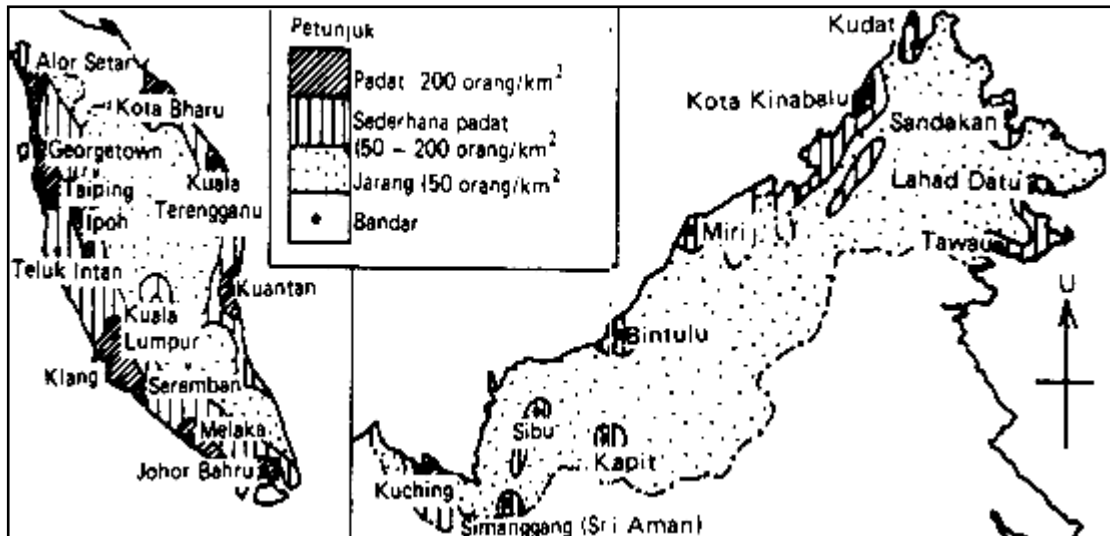 Petunjuk
Padat 200 orang/km²
Sederhana padat
(50 – 200 orang/km²
Jarang (50 orang/km²
Bandar
Alor Setar
Kota Bharu
Georgetown
Taiping
Kuala
Terengganu
Ipoh
Teluk Intan
Kuantan
Kuala
Lumpur
Klang
Seramban
Melaka
Johor Bahru
Kudat
Kota Kinabalu
Sandakan
Lahad Datu
Miri
Tawau
U
Bintulu
Sibu
Kapit
Kuching
Simanggang (Sri Aman)